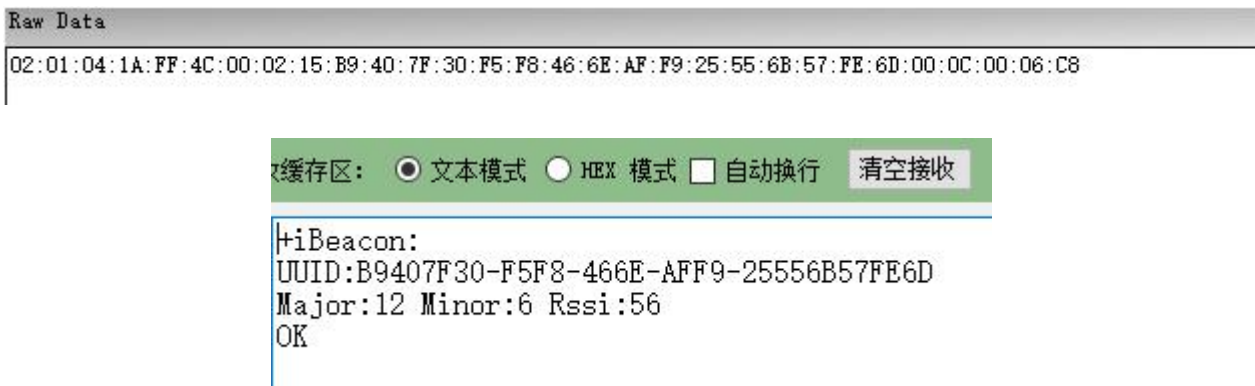 Raw Data
02:01:04:1A:FF:4C:00:02:15:B9:40:7F:30:F5:F8:46:6E:AF:F9:25:55:6B:57:FE:6D:00:0C:00:06:C8
缓存区: 文本模式 HEX 模式 自动换行 清空接收
+iBeacon:
UUID:B9407F30-F5F8-466E-AFF9-25556B57FE6D
Major:12 Minor:6 Rssi:56
OK